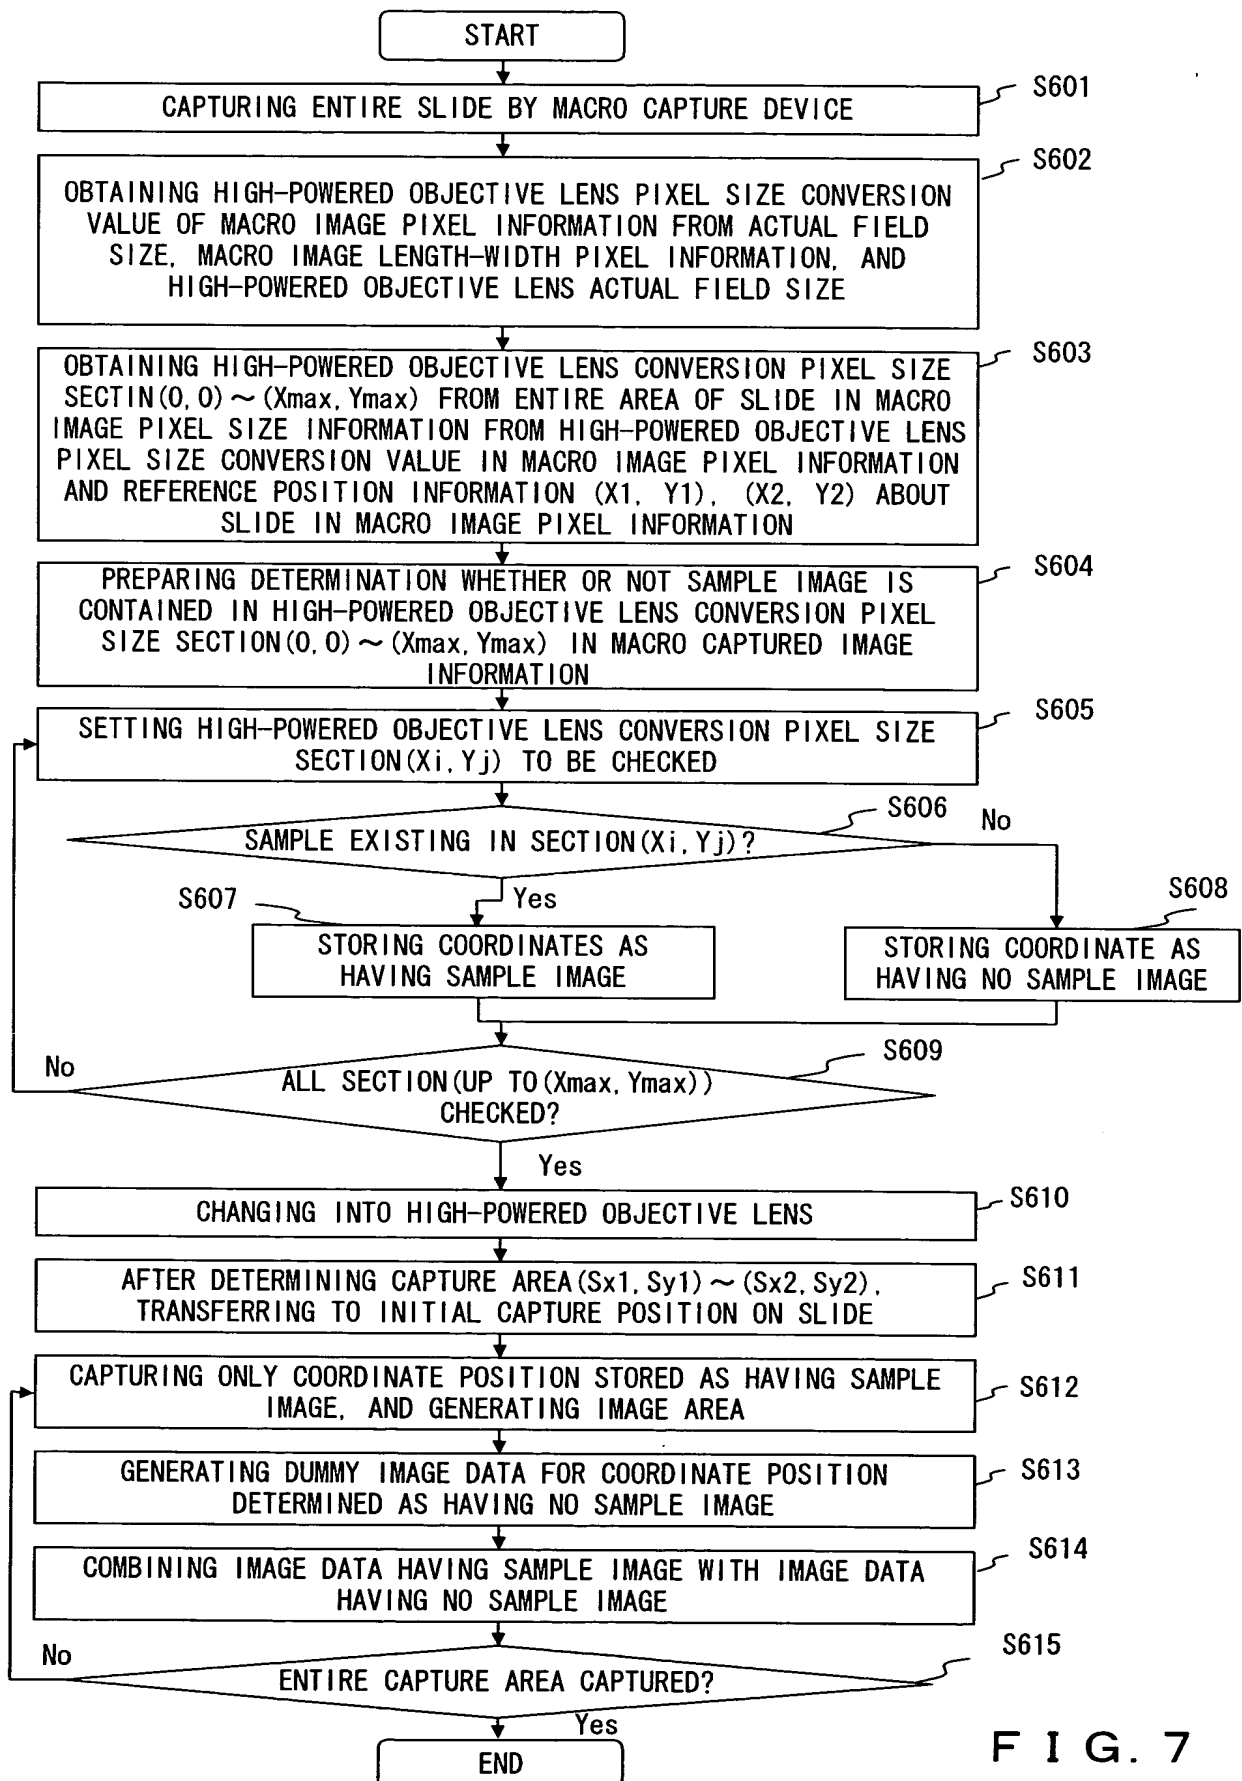 START
CAPTURING ENTIRE SLIDE BY MACRO CAPTURE DEVICE
S601
OBTAINING HIGH-POWERED OBJECTIVE LENS PIXEL SIZE CONVERSION
VALUE OF MACRO IMAGE PIXEL INFORMATION FROM ACTUAL FIELD
SIZE, MACRO IMAGE LENGTH-WIDTH PIXEL INFORMATION, AND
HIGH-POWERED OBJECTIVE LENS ACTUAL FIELD SIZE
S602
OBTAINING HIGH-POWERED OBJECTIVE LENS CONVERSION PIXEL SIZE
SECTIN(0,0)~(Xmax,Ymax) FROM ENTIRE AREA OF SLIDE IN MACRO
IMAGE PIXEL SIZE INFORMATION FROM HIGH-POWERED OBJECTIVE LENS
PIXEL SIZE CONVERSION VALUE IN MACRO IMAGE PIXEL INFORMATION
AND REFERENCE POSITION INFORMATION (X1, Y1), (X2, Y2) ABOUT
SLIDE IN MACRO IMAGE PIXEL INFORMATION
S603
PREPARING DETERMINATION WHETHER OR NOT SAMPLE IMAGE IS
CONTAINED IN HIGH-POWERED OBJECTIVE LENS CONVERSION PIXEL
SIZE SECTION(0,0)~(Xmax,Ymax) IN MACRO CAPTURED IMAGE
INFORMATION
S604
SETTING HIGH-POWERED OBJECTIVE LENS CONVERSION PIXEL SIZE
SECTION(Xi,Yj) TO BE CHECKED
S605
SAMPLE EXISTING IN SECTION(Xi,Yj)?
S606
No
Yes
S607
STORING COORDINATES AS
HAVING SAMPLE IMAGE
S608
STORING COORDINATE AS
HAVING NO SAMPLE IMAGE
ALL SECTION(UP TO(Xmax,Ymax))
CHECKED?
S609
No
Yes
CHANGING INTO HIGH-POWERED OBJECTIVE LENS
S610
AFTER DETERMINING CAPTURE AREA(Sx1,Sy1)~(Sx2,Sy2),
TRANSFERRING TO INITIAL CAPTURE POSITION ON SLIDE
S611
CAPTURING ONLY COORDINATE POSITION STORED AS HAVING SAMPLE
IMAGE, AND GENERATING IMAGE AREA
S612
GENERATING DUMMY IMAGE DATA FOR COORDINATE POSITION
DETERMINED AS HAVING NO SAMPLE IMAGE
S613
COMBINING IMAGE DATA HAVING SAMPLE IMAGE WITH IMAGE DATA
HAVING NO SAMPLE IMAGE
S614
No
ENTIRE CAPTURE AREA CAPTURED?
S615
Yes
END
FIG. 7